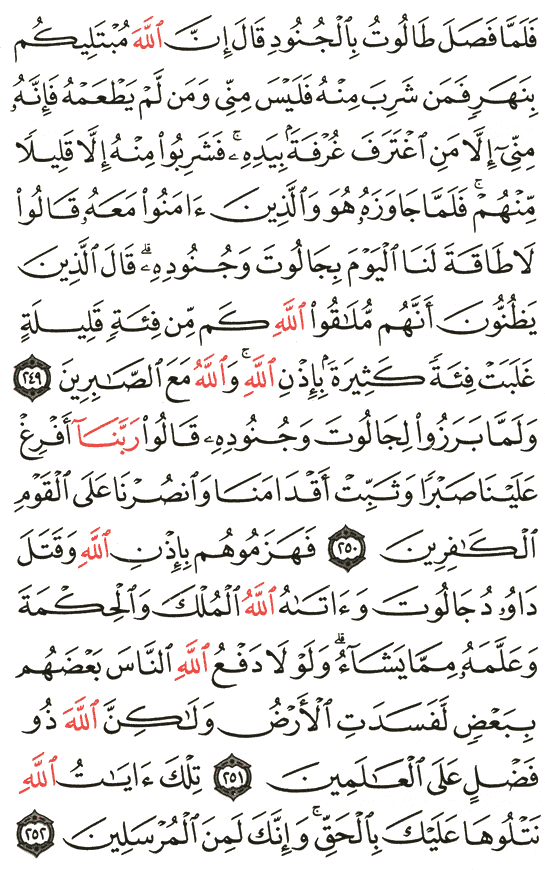 فَلَمَّا فَصَلَ طَالُوتُ بِٱلْجُنُودِ قَالَ إِنَّ ٱللَّهَ مُبْتَلِيكُم
بِنَهَرٍ فَمَن شَرِبَ مِنْهُ فَلَيْسَ مِنِّى وَمَن لَّمْ يَطْعَمْهُ فَإِنَّهُۥ
مِنِّىٓ إِلَّا مَنِ ٱغْتَرَفَ غُرْفَةَۢ بِيَدِهِۦ ۚ فَشَرِبُوا۟ مِنْهُ إِلَّا قَلِيلًا
مِّنْهُمْ ۚ فَلَمَّا جَاوَزَهُۥ هُوَ وَٱلَّذِينَ ءَامَنُوا۟ مَعَهُۥ قَالُوا۟
لَا طَاقَةَ لَنَا ٱلْيَوْمَ بِجَالُوتَ وَجُنُودِهِۦ ۗ قَالَ ٱلَّذِينَ
يَظُنُّونَ أَنَّهُم مُّلَـٰقُوا۟ ٱللَّهِ كَم مِّن فِئَةٍ قَلِيلَةٍ
غَلَبَتْ فِئَةً كَثِيرَةَۢ بِإِذْنِ ٱللَّهِ ۗ وَٱللَّهُ مَعَ ٱلصَّـٰبِرِينَ ٢٤٩
وَلَمَّا بَرَزُوا۟ لِجَالُوتَ وَجُنُودِهِۦ قَالُوا۟ رَبَّنَآ أَفْرِغْ
عَلَيْنَا صَبْرًا وَثَبِّتْ أَقْدَامَنَا وَٱنصُرْنَا عَلَى ٱلْقَوْمِ
ٱلْكَـٰفِرِينَ ٢٥٠ فَهَزَمُوهُم بِإِذْنِ ٱللَّهِ وَقَتَلَ
دَاوُۥدُ جَالُوتَ وَءَاتَىٰهُ ٱللَّهُ ٱلْمُلْكَ وَٱلْحِكْمَةَ
وَعَلَّمَهُۥ مِمَّا يَشَآءُ ۗ وَلَوْلَا دَفْعُ ٱللَّهِ ٱلنَّاسَ بَعْضَهُم
بِبَعْضٍ لَّفَسَدَتِ ٱلْأَرْضُ وَلَـٰكِنَّ ٱللَّهَ ذُو
فَضْلٍ عَلَى ٱلْعَـٰلَمِينَ ٢٥١ تِلْكَ ءَايَـٰتُ ٱللَّهِ
نَتْلُوهَا عَلَيْكَ بِٱلْحَقِّ ۚ وَإِنَّكَ لَمِنَ ٱلْمُرْسَلِينَ ٢٥٢